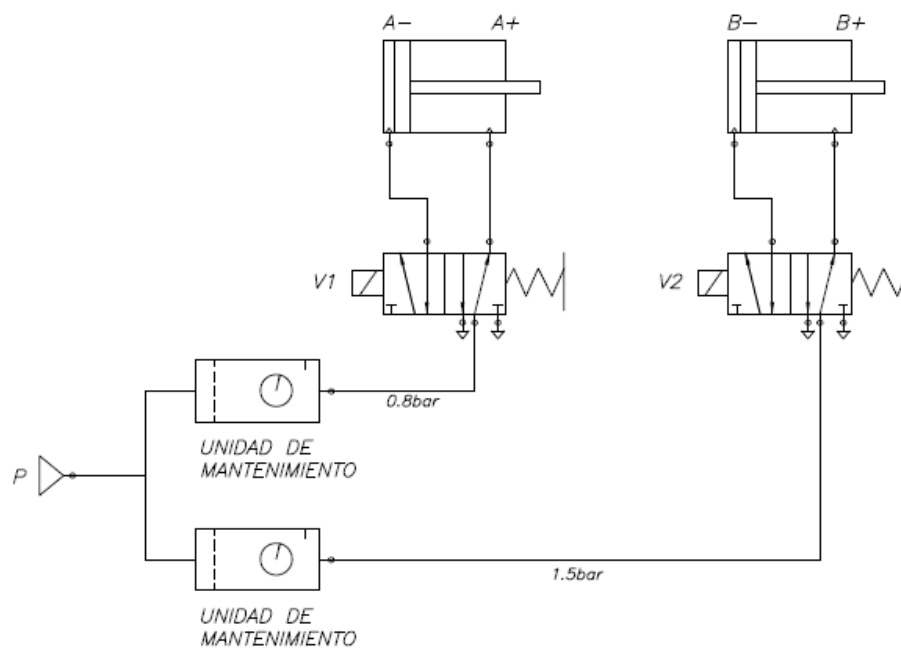 A- A+
B- B+
V1
V2
0.8bar
UNIDAD DE
MANTENIMIENTO
P
1.5bar
UNIDAD DE
MANTENIMIENTO